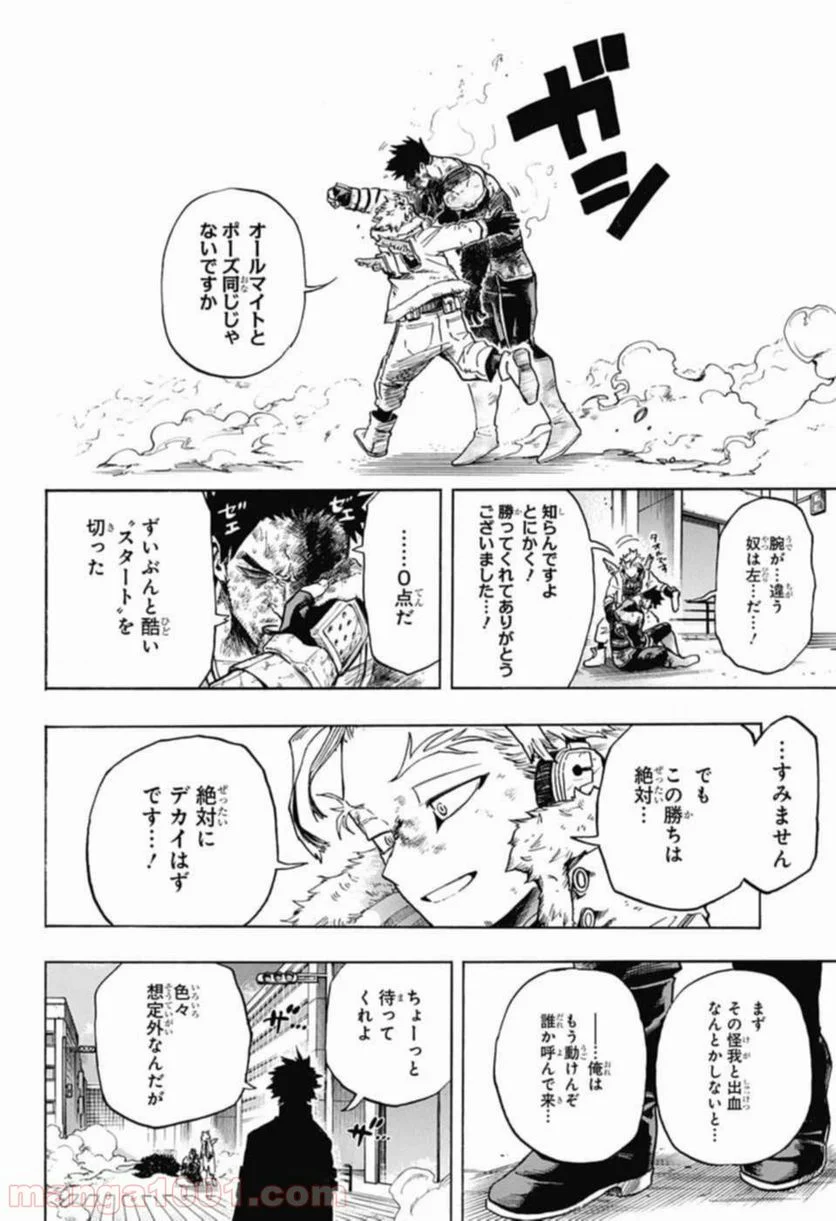 ガシッ
オールマイトと
ポーズ同じじゃ
ないですか
腕が…違う
奴は左…だ…!
タオルです
知らんですよ
とにかく!
勝ってくれてありがとう
ございました…!
……0点だ
ゼェ
ゼェ
ずいぶんと酷い
“スタート”を
切った
…すみません
でも
この勝ちは
絶対…
絶対に
デカイはず
です…!
まず
その怪我と出血
なんとかしないと…
――…俺は
もう動けんぞ
誰か呼んで来…
ちょーっと
待って
くれよ
ザッ…
ザッ…
色々
想定外なんだが
manga1001.com